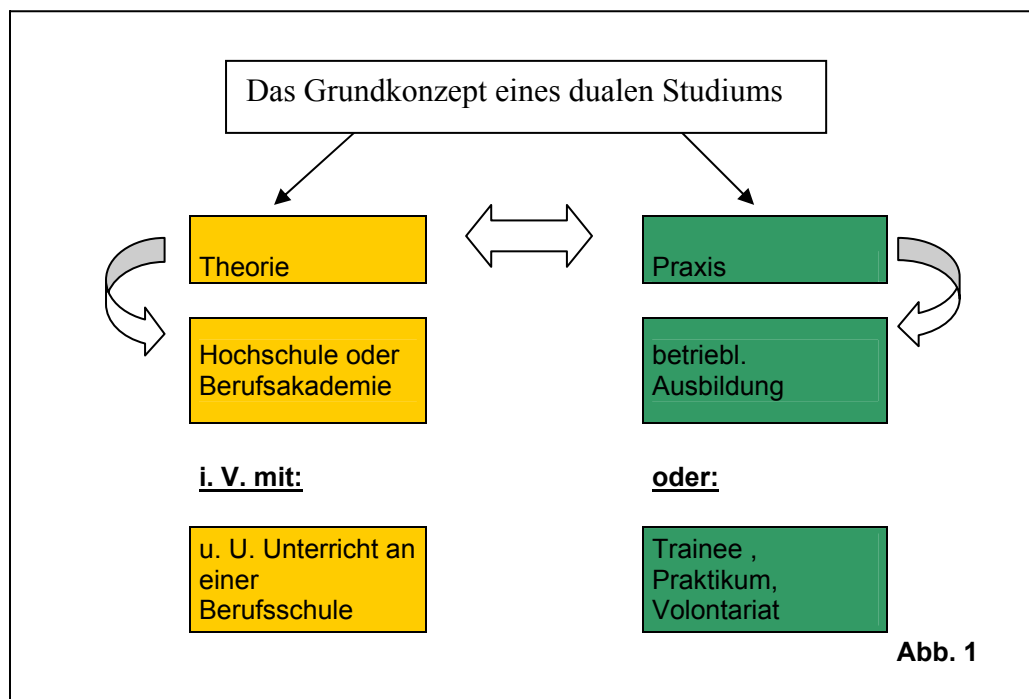 Das Grundkonzept eines dualen Studiums
Theorie
Praxis
Hochschule oder
Berufsakademie
betriebl.
Ausbildung
i. V. mit:
oder:
u. U. Unterricht an
einer
Berufsschule
Trainee ,
Praktikum,
Volontariat
Abb. 1